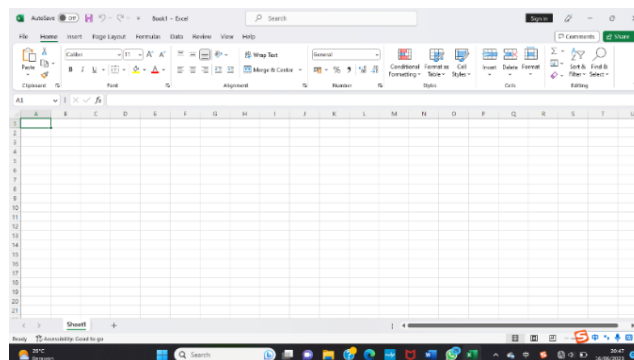 AutoSave Off Book1 - Excel Search Sign in
File Home Insert Page Layout Formulas Data Review View Help Comments Share
Paste Calibri 11 A A Wrap Text General Conditional Formatting Format as Table Cell Styles Insert Delete Format Sort & Filter Find & Select
B I U Merge & Center % 9
Clipboard Font Alignment Number Styles Cells Editing
A1 fx
A B C D E F G H I J K L M N O P Q R S T U
1
2
3
4
5
6
7
8
9
10
11
12
13
14
15
16
17
18
19
20
21
Sheet1 +
Ready Accessibility: Good to go
26°C Search 20:47